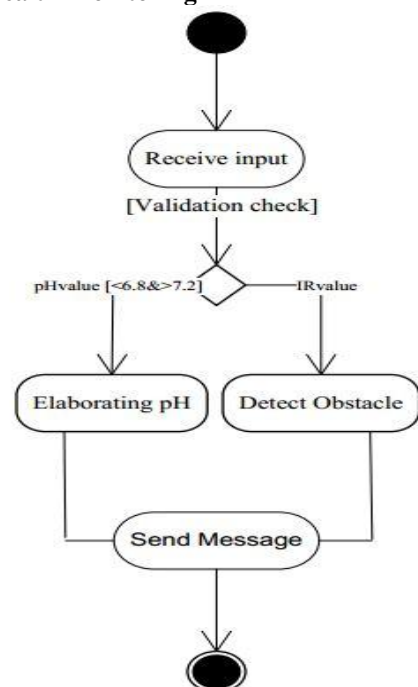 Receive input
[Validation check]
pHvalue [<6.8&>7.2]
IRvalue
Elaborating pH
Detect Obstacle
Send Message